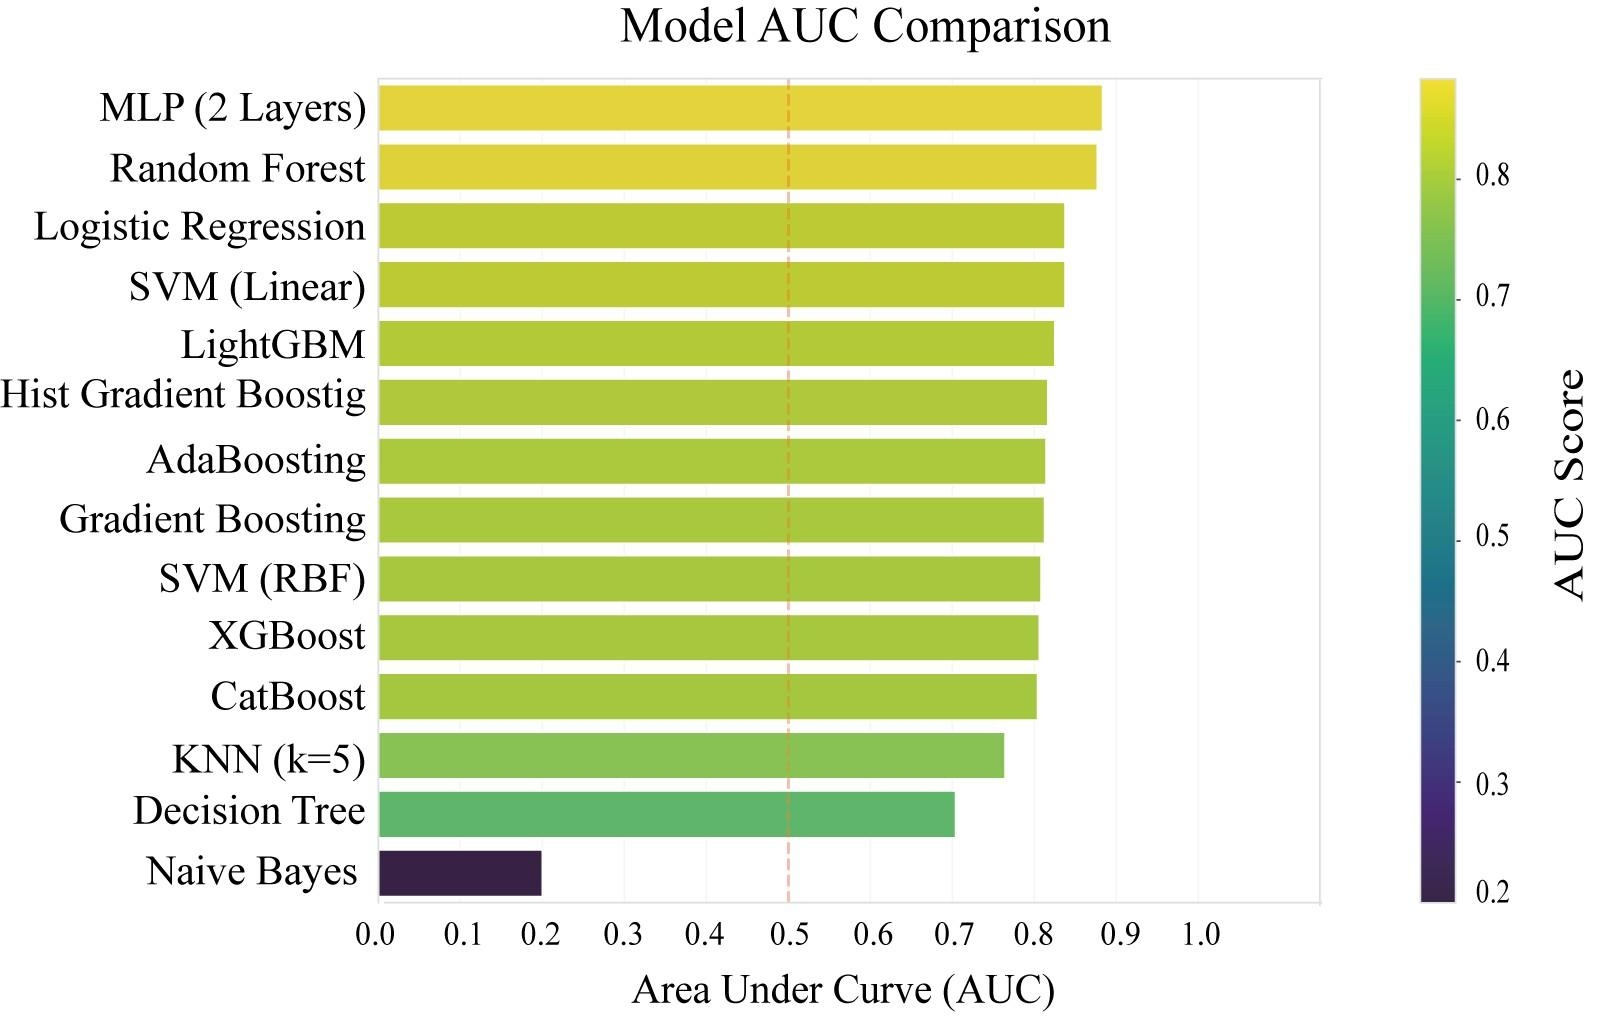 Model AUC Comparison
MLP (2 Layers)
Random Forest
Logistic Regression
SVM (Linear)
LightGBM
Hist Gradient Boostig
AdaBoosting
Gradient Boosting
SVM (RBF)
XGBoost
CatBoost
KNN (k=5)
Decision Tree
Naive Bayes
0.0 0.1 0.2 0.3 0.4 0.5 0.6 0.7 0.8 0.9 1.0
Area Under Curve (AUC)
0.8
0.7
0.6
0.5
0.4
0.3
0.2
AUC Score